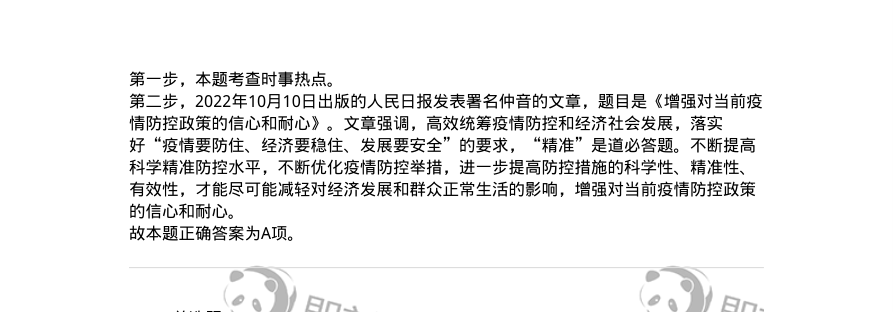 第一步，本题考查时事热点。
第二步，2022年10月10日出版的人民日报发表署名仲音的文章，题目是《增强对当前疫
情防控政策的信心和耐心》。文章强调，高效统筹疫情防控和经济社会发展，落实
好“疫情要防住、经济要稳住、发展要安全”的要求，“精准”是道必答题。不断提高
科学精准防控水平，不断优化疫情防控举措，进一步提高防控措施的科学性、精准性、
有效性，才能尽可能减轻对经济发展和群众正常生活的影响，增强对当前疫情防控政策
的信心和耐心。
故本题正确答案为A项。